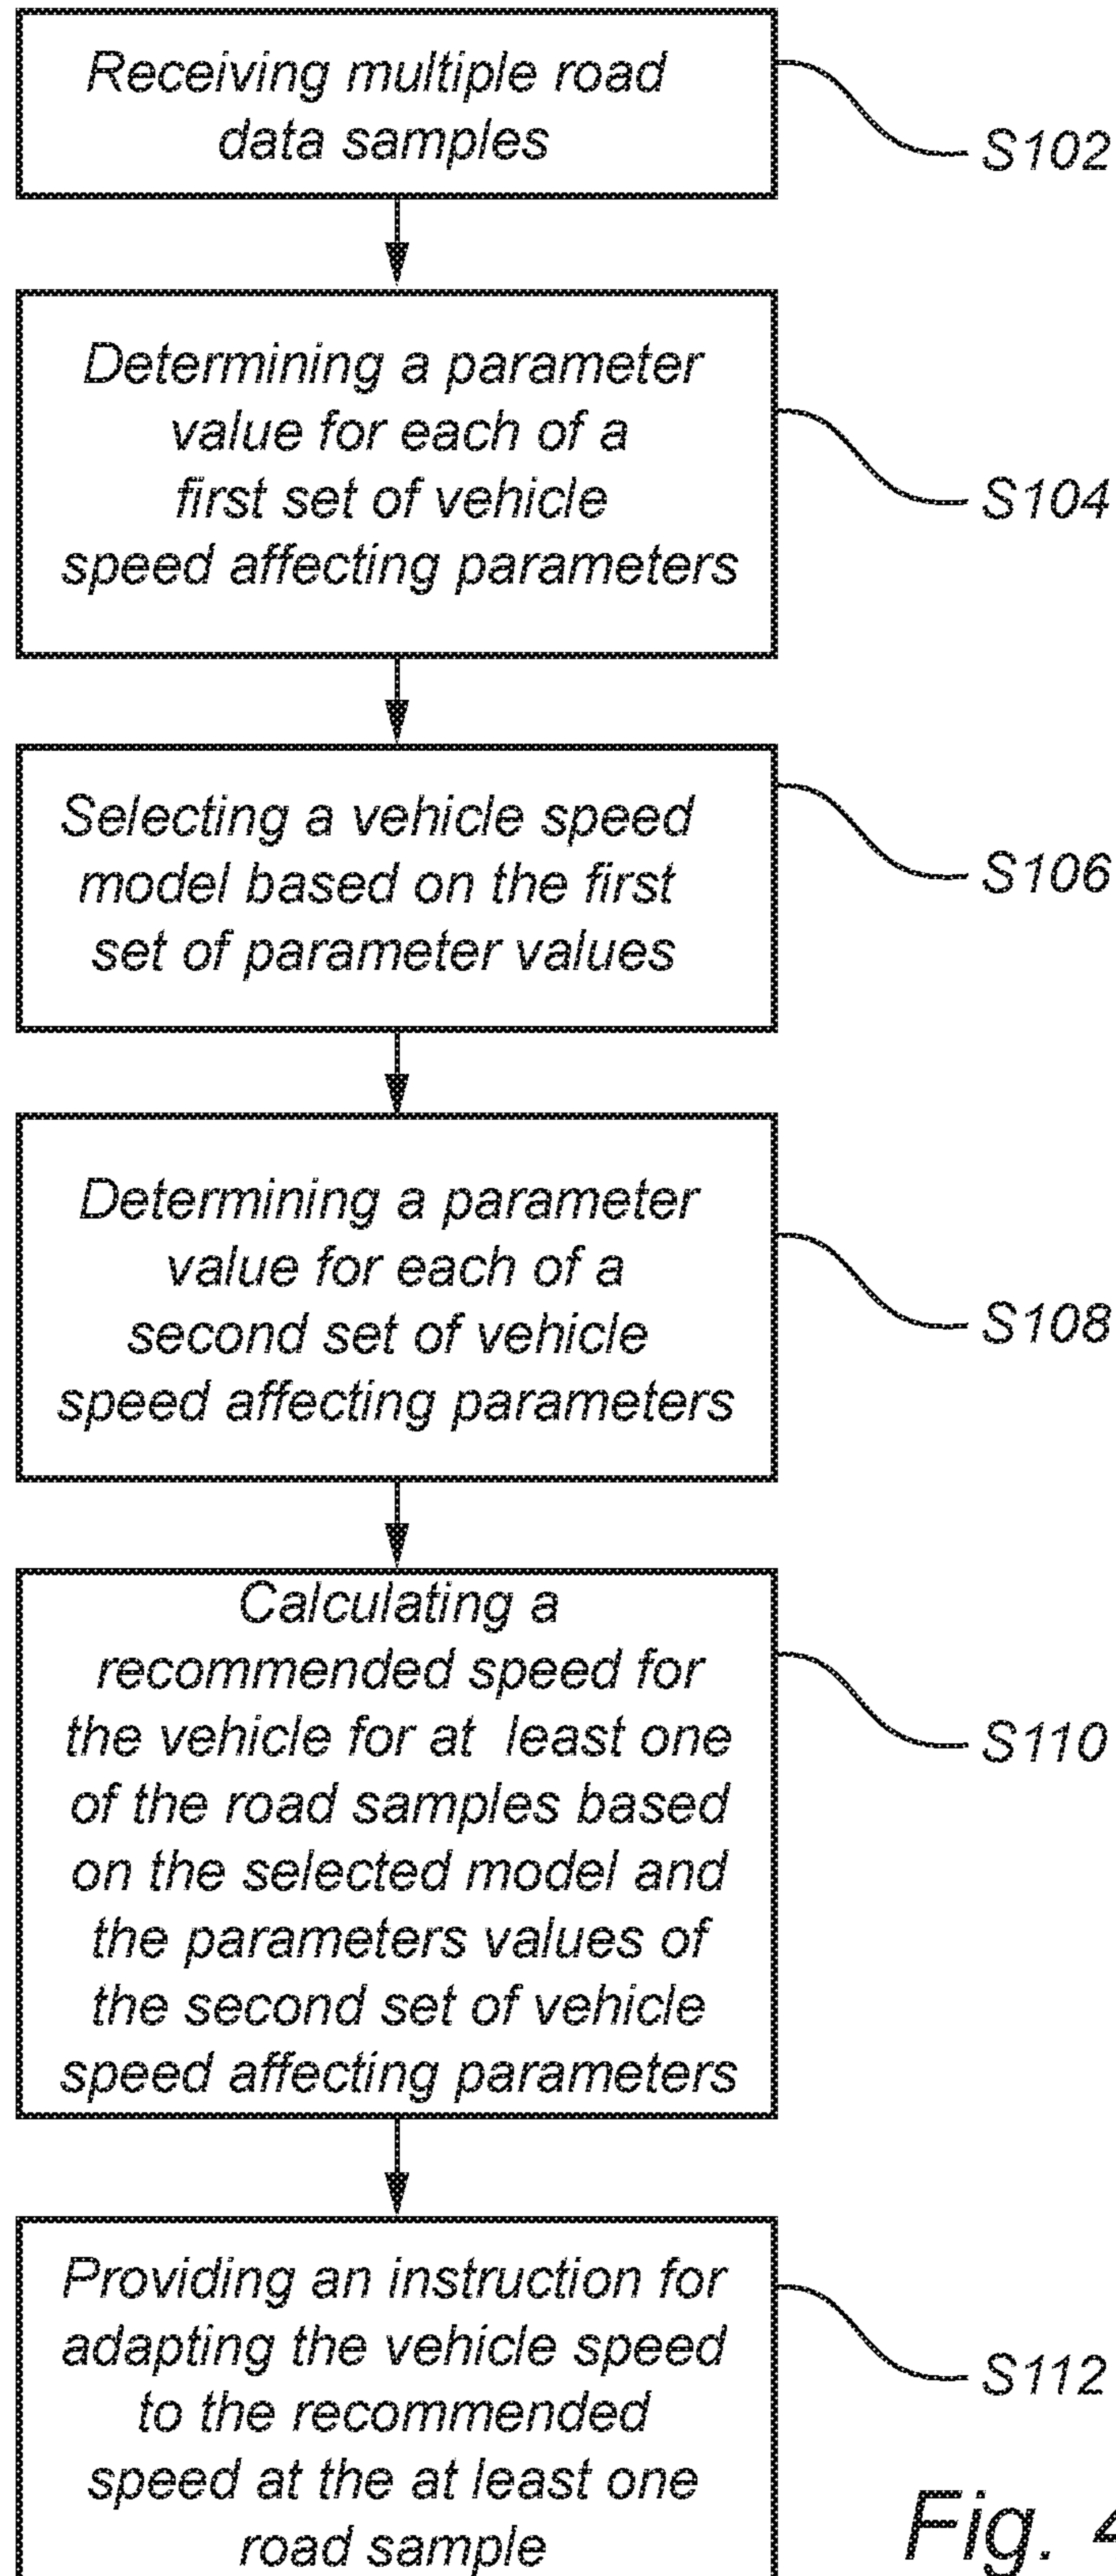 Receiving multiple road
data samples
S102
Determining a parameter
value for each of a
first set of vehicle
speed affecting parameters
S104
Selecting a vehicle speed
model based on the first
set of parameter values
S106
Determining a parameter
value for each of a
second set of vehicle
speed affecting parameters
S108
Calculating a
recommended speed for
the vehicle for at least one
of the road samples based
on the selected model and
the parameters values of
the second set of vehicle
speed affecting parameters
S110
Providing an instruction for
adapting the vehicle speed
to the recommended
speed at the at least one
road sample
S112
Fig. 4